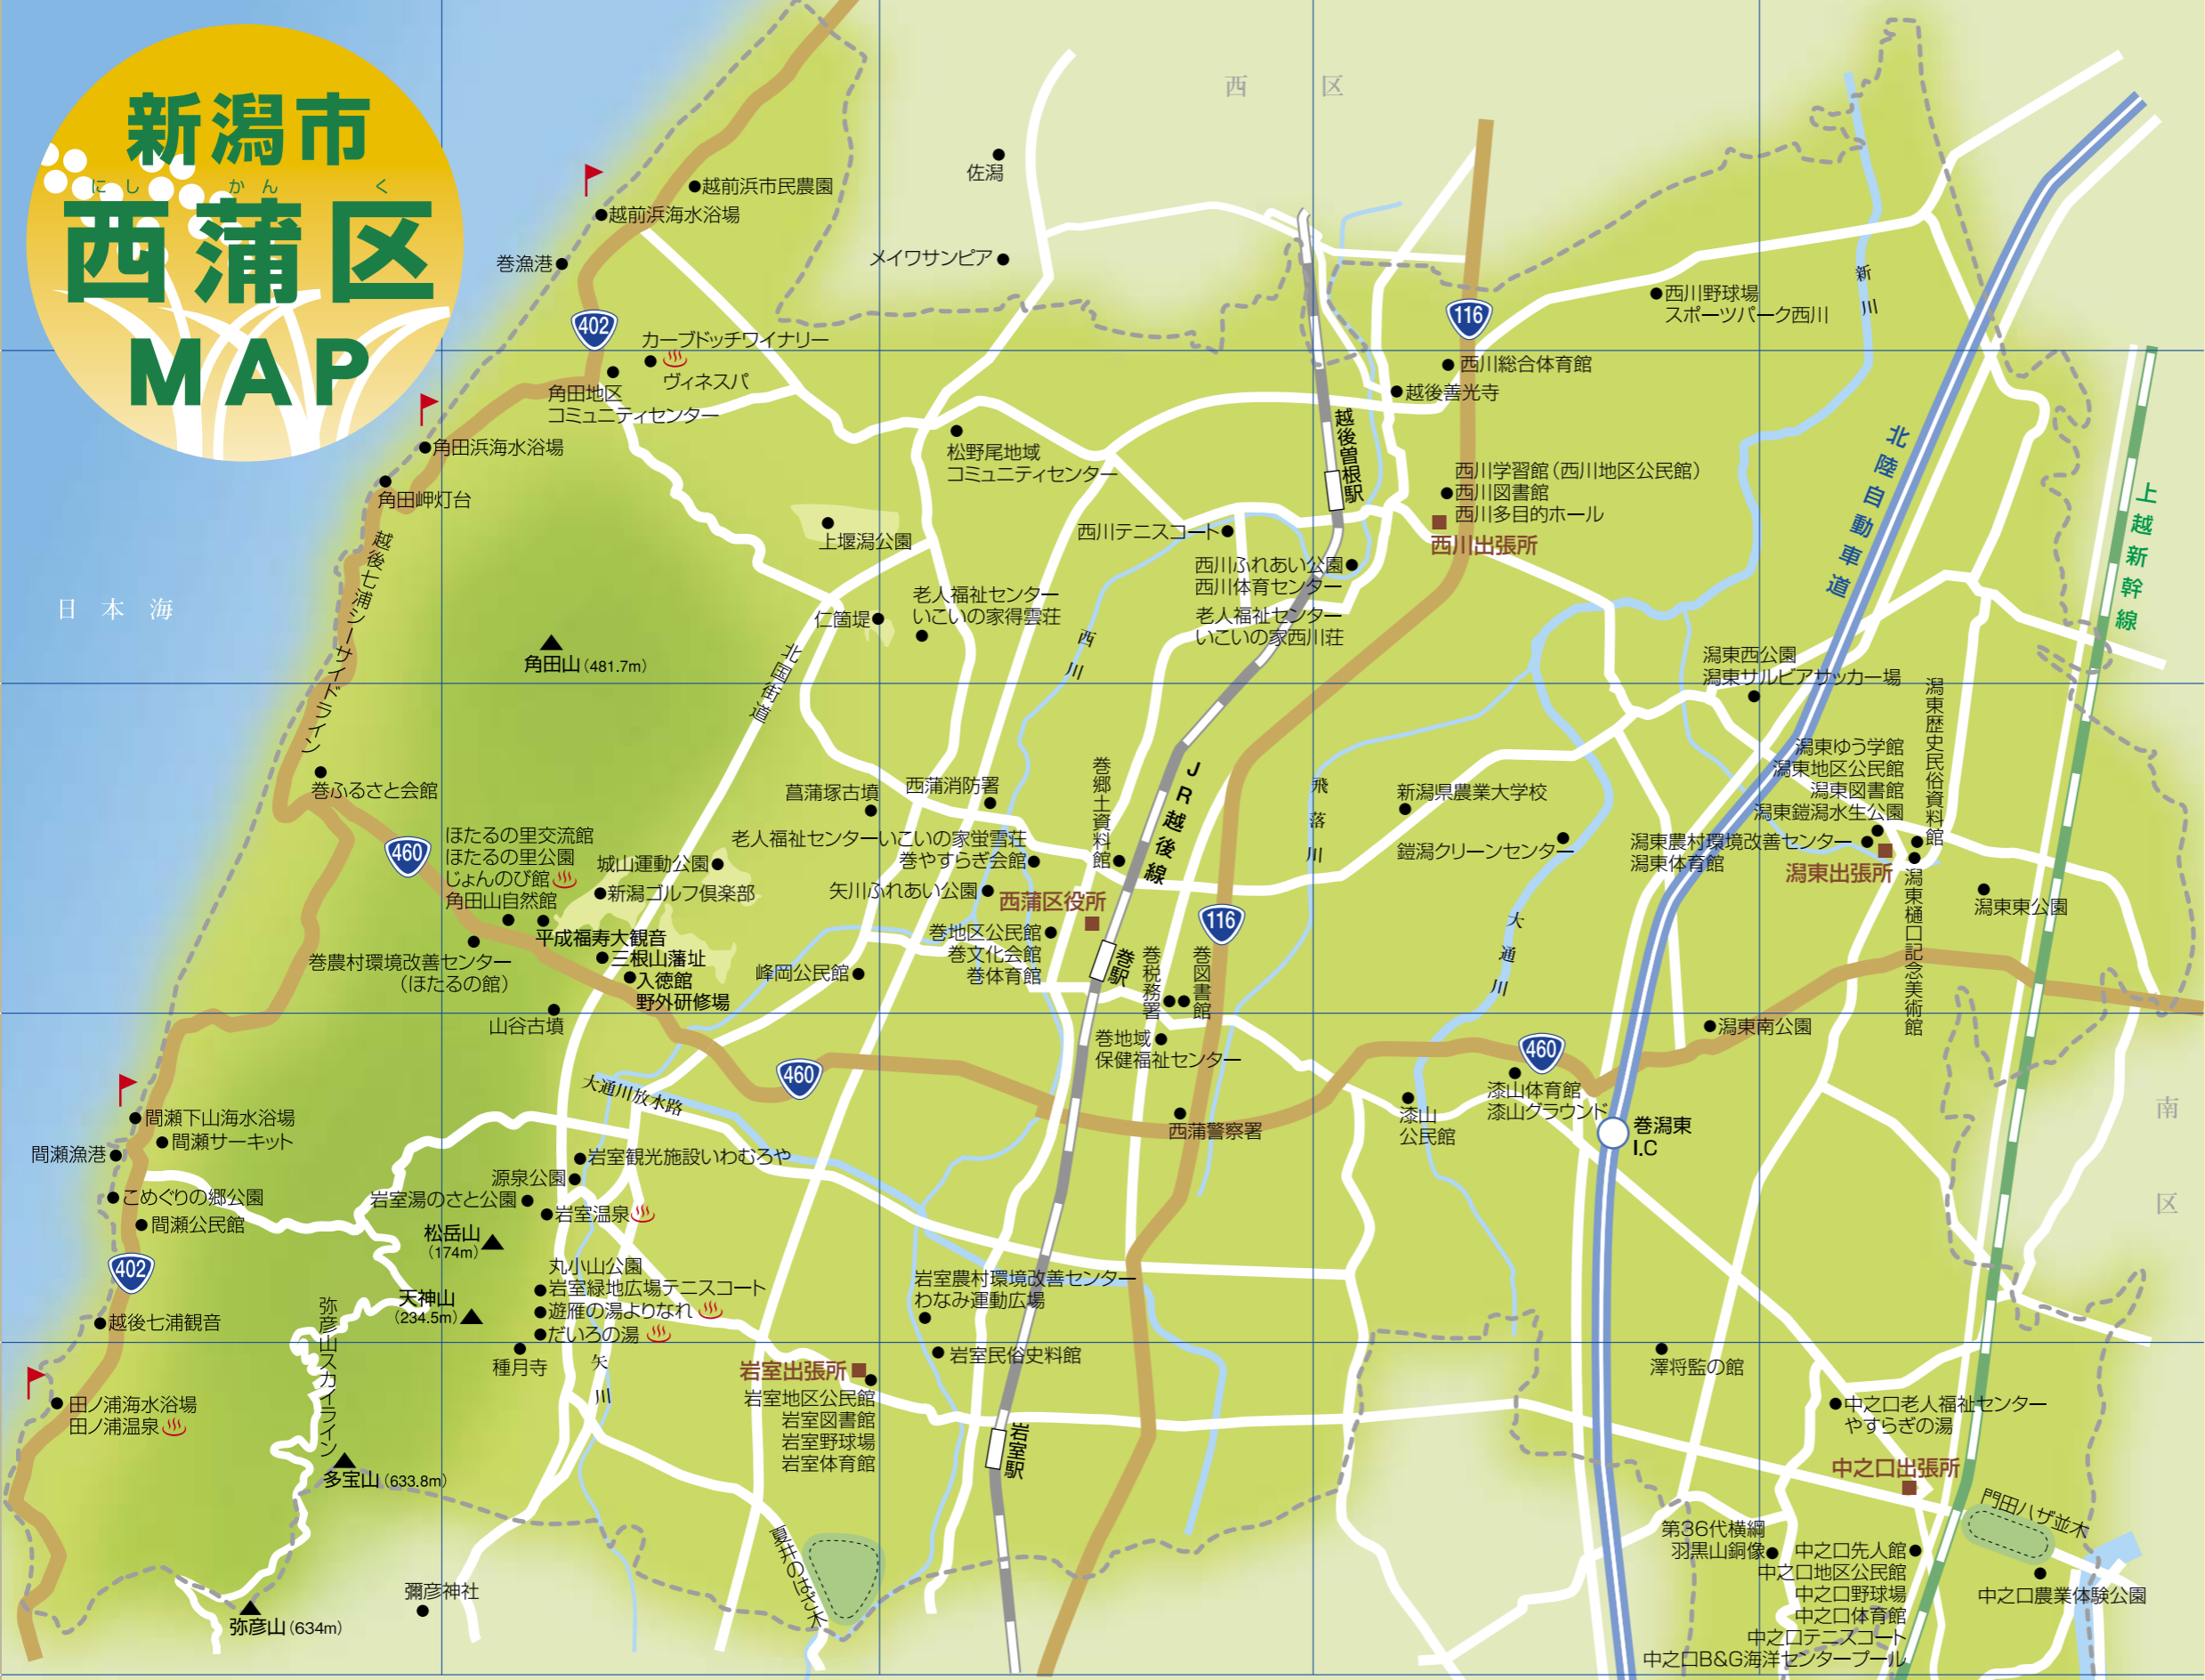 新潟市
にし かん く
西蒲区
MAP
西 区
佐潟
越前浜市民農園
越前浜海水浴場
巻漁港
メイワサンピア
402
カーブドッチワイナリー
ヴィネスパ
角田地区
コミュニティセンター
116
西川野球場
スポーツパーク西川
新川
西川総合体育館
越後善光寺
角田浜海水浴場
角田岬灯台
越後七浦シーサイドライン
松野尾地域
コミュニティセンター
越後曽根駅
西川学習館(西川地区公民館)
西川図書館
西川多目的ホール
西川出張所
北陸自動車道
上越新幹線
上堰潟公園
西川テニスコート
西川ふれあい公園
西川体育センター
老人福祉センター
いこいの家西川荘
老人福祉センター
いこいの家得雲荘
仁箇堤
日本海
角田山(481.7m)
北国街道
西川
潟東西公園
潟東サルビアサッカー場
潟東歴史民俗資料館
潟東ゆう学館
潟東地区公民館
潟東図書館
潟東鎧潟水生公園
潟東農村環境改善センター
潟東体育館
潟東出張所
潟東樋口記念美術館
潟東東公園
巻ふるさと会館
菖蒲塚古墳
西蒲消防署
巻郷土資料館
JR越後線
飛落川
新潟県農業大学校
鎧潟クリーンセンター
460
ほたるの里交流館
ほたるの里公園
じょんのび館
角田山自然館
城山運動公園
新潟ゴルフ倶楽部
老人福祉センターいこいの家蛍雪荘
巻やすらぎ会館
矢川ふれあい公園
西蒲区役所
116
大通川
平成福寿大観音
三根山藩址
入徳館
野外研修場
巻農村環境改善センター
(ほたるの館)
山谷古墳
峰岡公民館
巻地区公民館
巻文化会館
巻体育館
巻駅
巻税務署
巻図書館
巻地域
保健福祉センター
潟東南公園
460
460
大通川放水路
西蒲警察署
漆山
公民館
漆山体育館
漆山グラウンド
巻潟東
I.C
南区
間瀬下山海水浴場
間瀬サーキット
間瀬漁港
こめぐりの郷公園
間瀬公民館
402
越後七浦観音
岩室観光施設いわむろや
源泉公園
岩室湯のさと公園
岩室温泉
松岳山
(174m)
天神山
(234.5m)
丸小山公園
岩室緑地広場テニスコート
遊雁の湯よりなれ
だいろの湯
種月寺
矢川
弥彦山スカイライン
岩室農村環境改善センター
わなみ運動広場
岩室民俗史料館
岩室出張所
岩室地区公民館
岩室図書館
岩室野球場
岩室体育館
岩室駅
澤将監の館
中之口老人福祉センター
やすらぎの湯
中之口出張所
田ノ浦海水浴場
田ノ浦温泉
多宝山(633.8m)
弥彦山(634m)
彌彦神社
夏井のはざ木
門田ハザ並木
第36代横綱
羽黒山銅像
中之口先人館
中之口地区公民館
中之口野球場
中之口体育館
中之口テニスコート
中之口B&G海洋センタープール
中之口農業体験公園